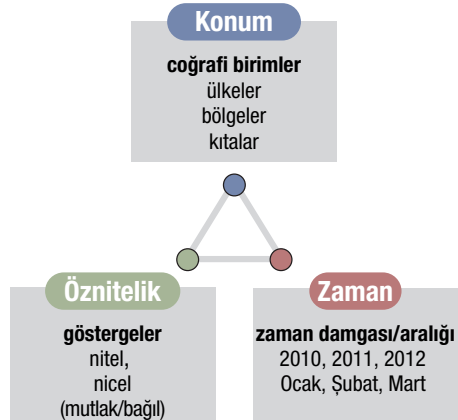 Konum
coğrafi birimler
ülkeler
bölgeler
kıtalar
Öznitelik
göstergeler
nitel,
nicel
(mutlak/bağıl)
Zaman
zaman damgası/aralığı
2010, 2011, 2012
Ocak, Şubat, Mart